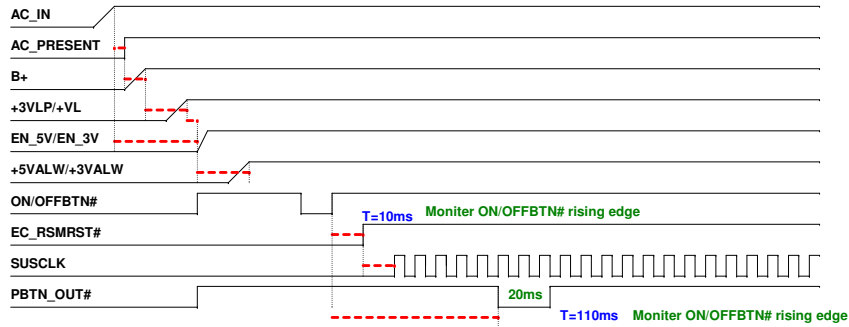 AC_IN
AC_PRESENT
B+
+3VLP/+VL
EN_5V/EN_3V
+5VALW/+3VALW
ON/OFFBTN#
T=10ms Moniter ON/OFFBTN# rising edge
EC_RSMRST#
SUSCLK
PBTN_OUT# 20ms
T=110ms Moniter ON/OFFBTN# rising edge